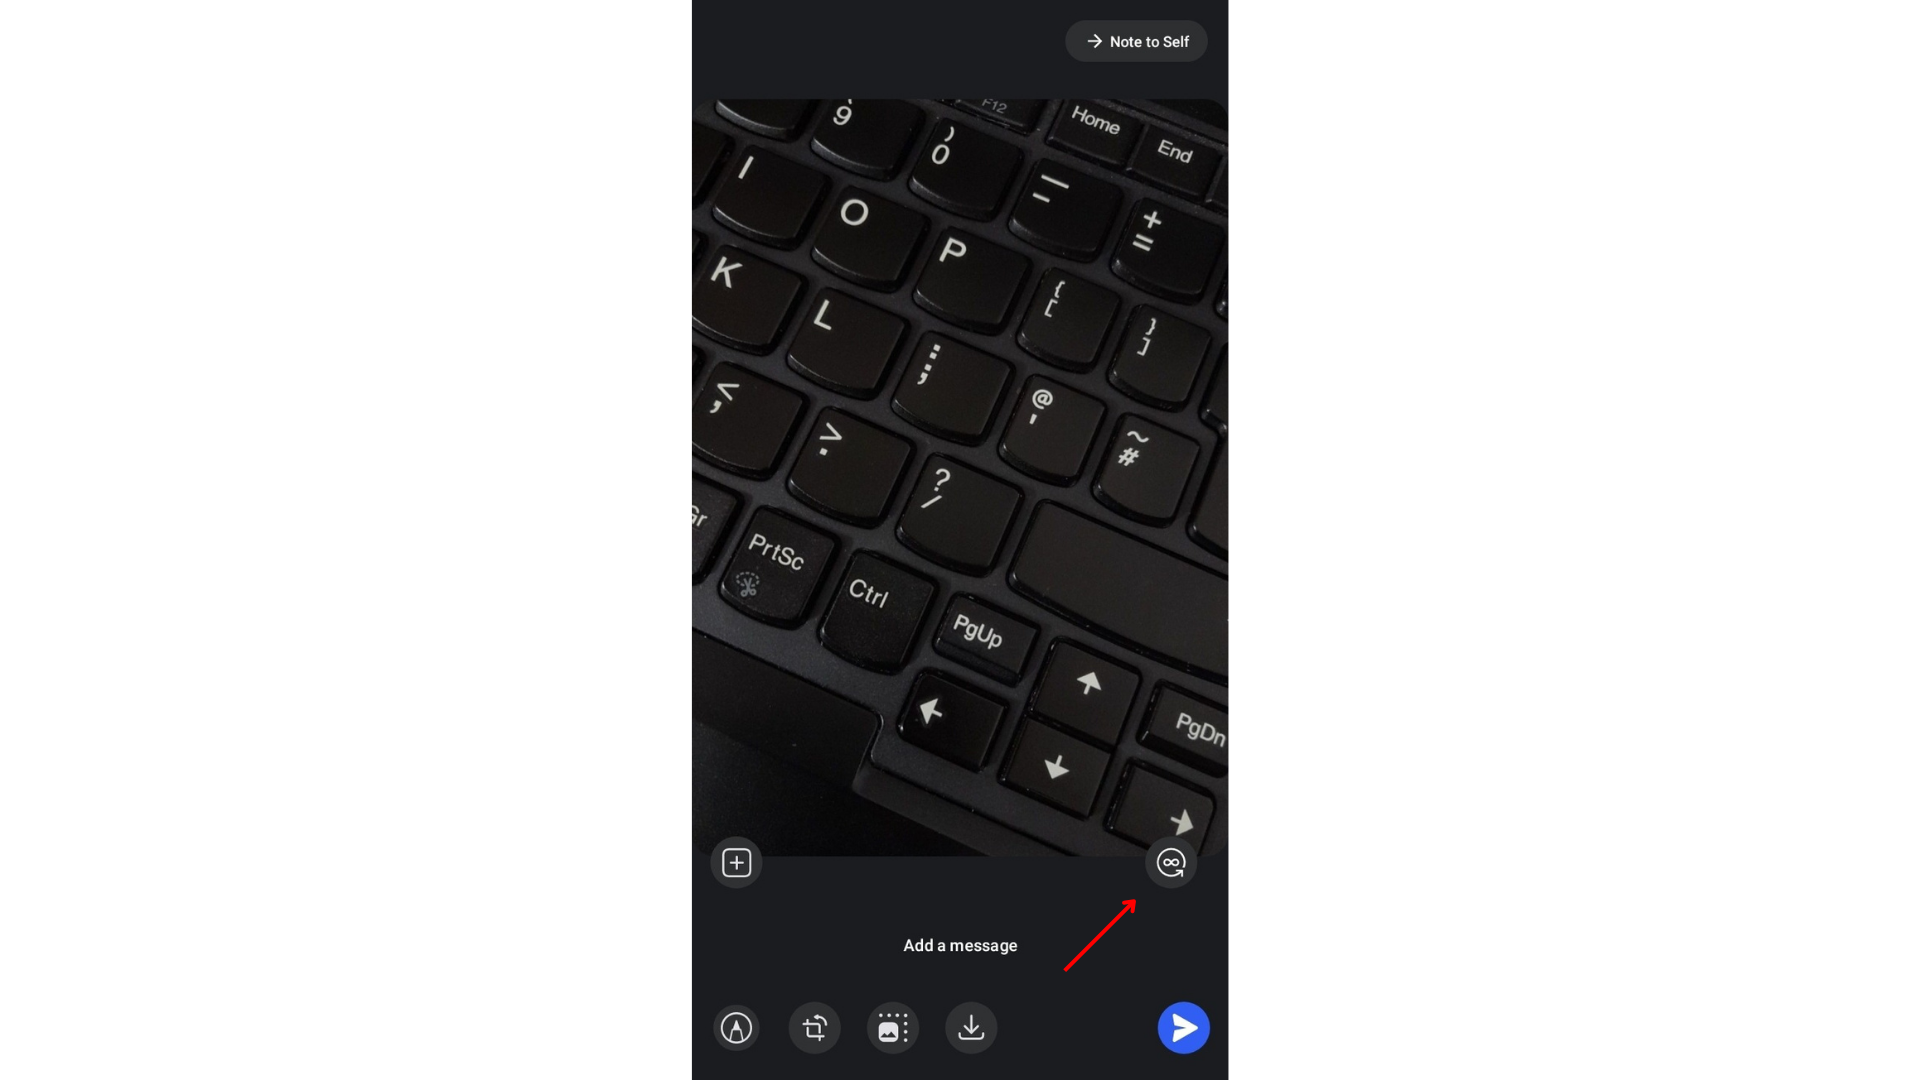 Note to Self
F12
Home
End
9
)
0
_
-
+
=
I
O
P
{
[
}
]
K
L
:
;
@
'
~
#
<
,
>
.
?
/
Gr
PrtSc
Ctrl
PgUp
PgDn
Add a message